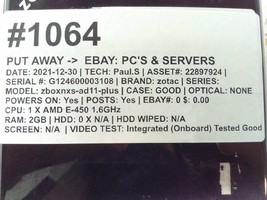 #1064
PUT AWAY -> EBAY: PC'S & SERVERS
DATE: 2021-12-30 | TECH: Paul.S | ASSET#: 22897924 |
SERIAL #: G124600003108 | BRAND: zotac | SERIES:
MODEL: zboxnxs-ad11-plus | CASE: GOOD | OPTICAL: NONE
POWERS ON: Yes | POSTS: Yes | EBAY#: 0 $: 0.00
CPU: 1 X AMD E-450 1.6GHz
RAM: 2GB | HDD: 0 X N/A | HDD WIPED: N/A
SCREEN: N/A | VIDEO TEST: Integrated (Onboard) Tested Good